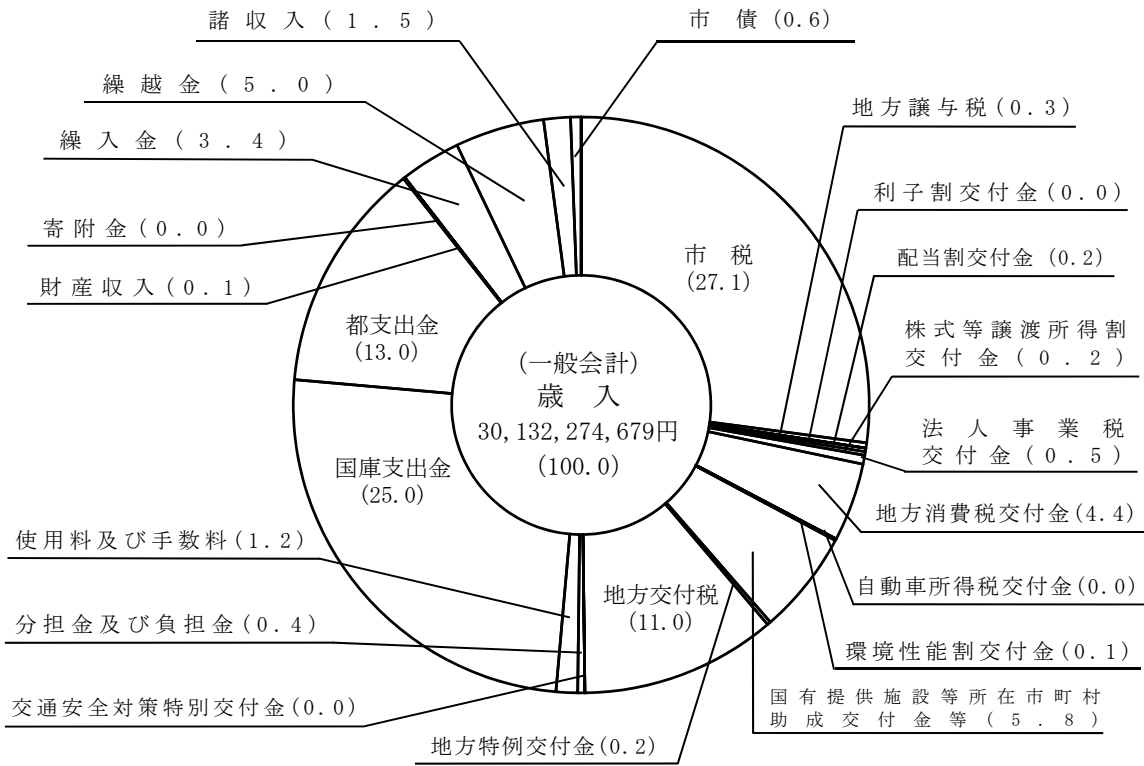 諸収入(1.5)
市債(0.6)
繰越金(5.0)
地方譲与税(0.3)
繰入金(3.4)
利子割交付金(0.0)
寄附金(0.0)
市税
(27.1)
配当割交付金(0.2)
財産収入(0.1)
都支出金
(13.0)
株式等譲渡所得割
交付金(0.2)
(一般会計)
歳入
30,132,274,679円
(100.0)
法人事業税
交付金(0.5)
国庫支出金
(25.0)
地方消費税交付金(4.4)
使用料及び手数料(1.2)
自動車所得税交付金(0.0)
地方交付税
(11.0)
分担金及び負担金(0.4)
環境性能割交付金(0.1)
国有提供施設等所在市町村
助成交付金等(5.8)
交通安全対策特別交付金(0.0)
地方特例交付金(0.2)